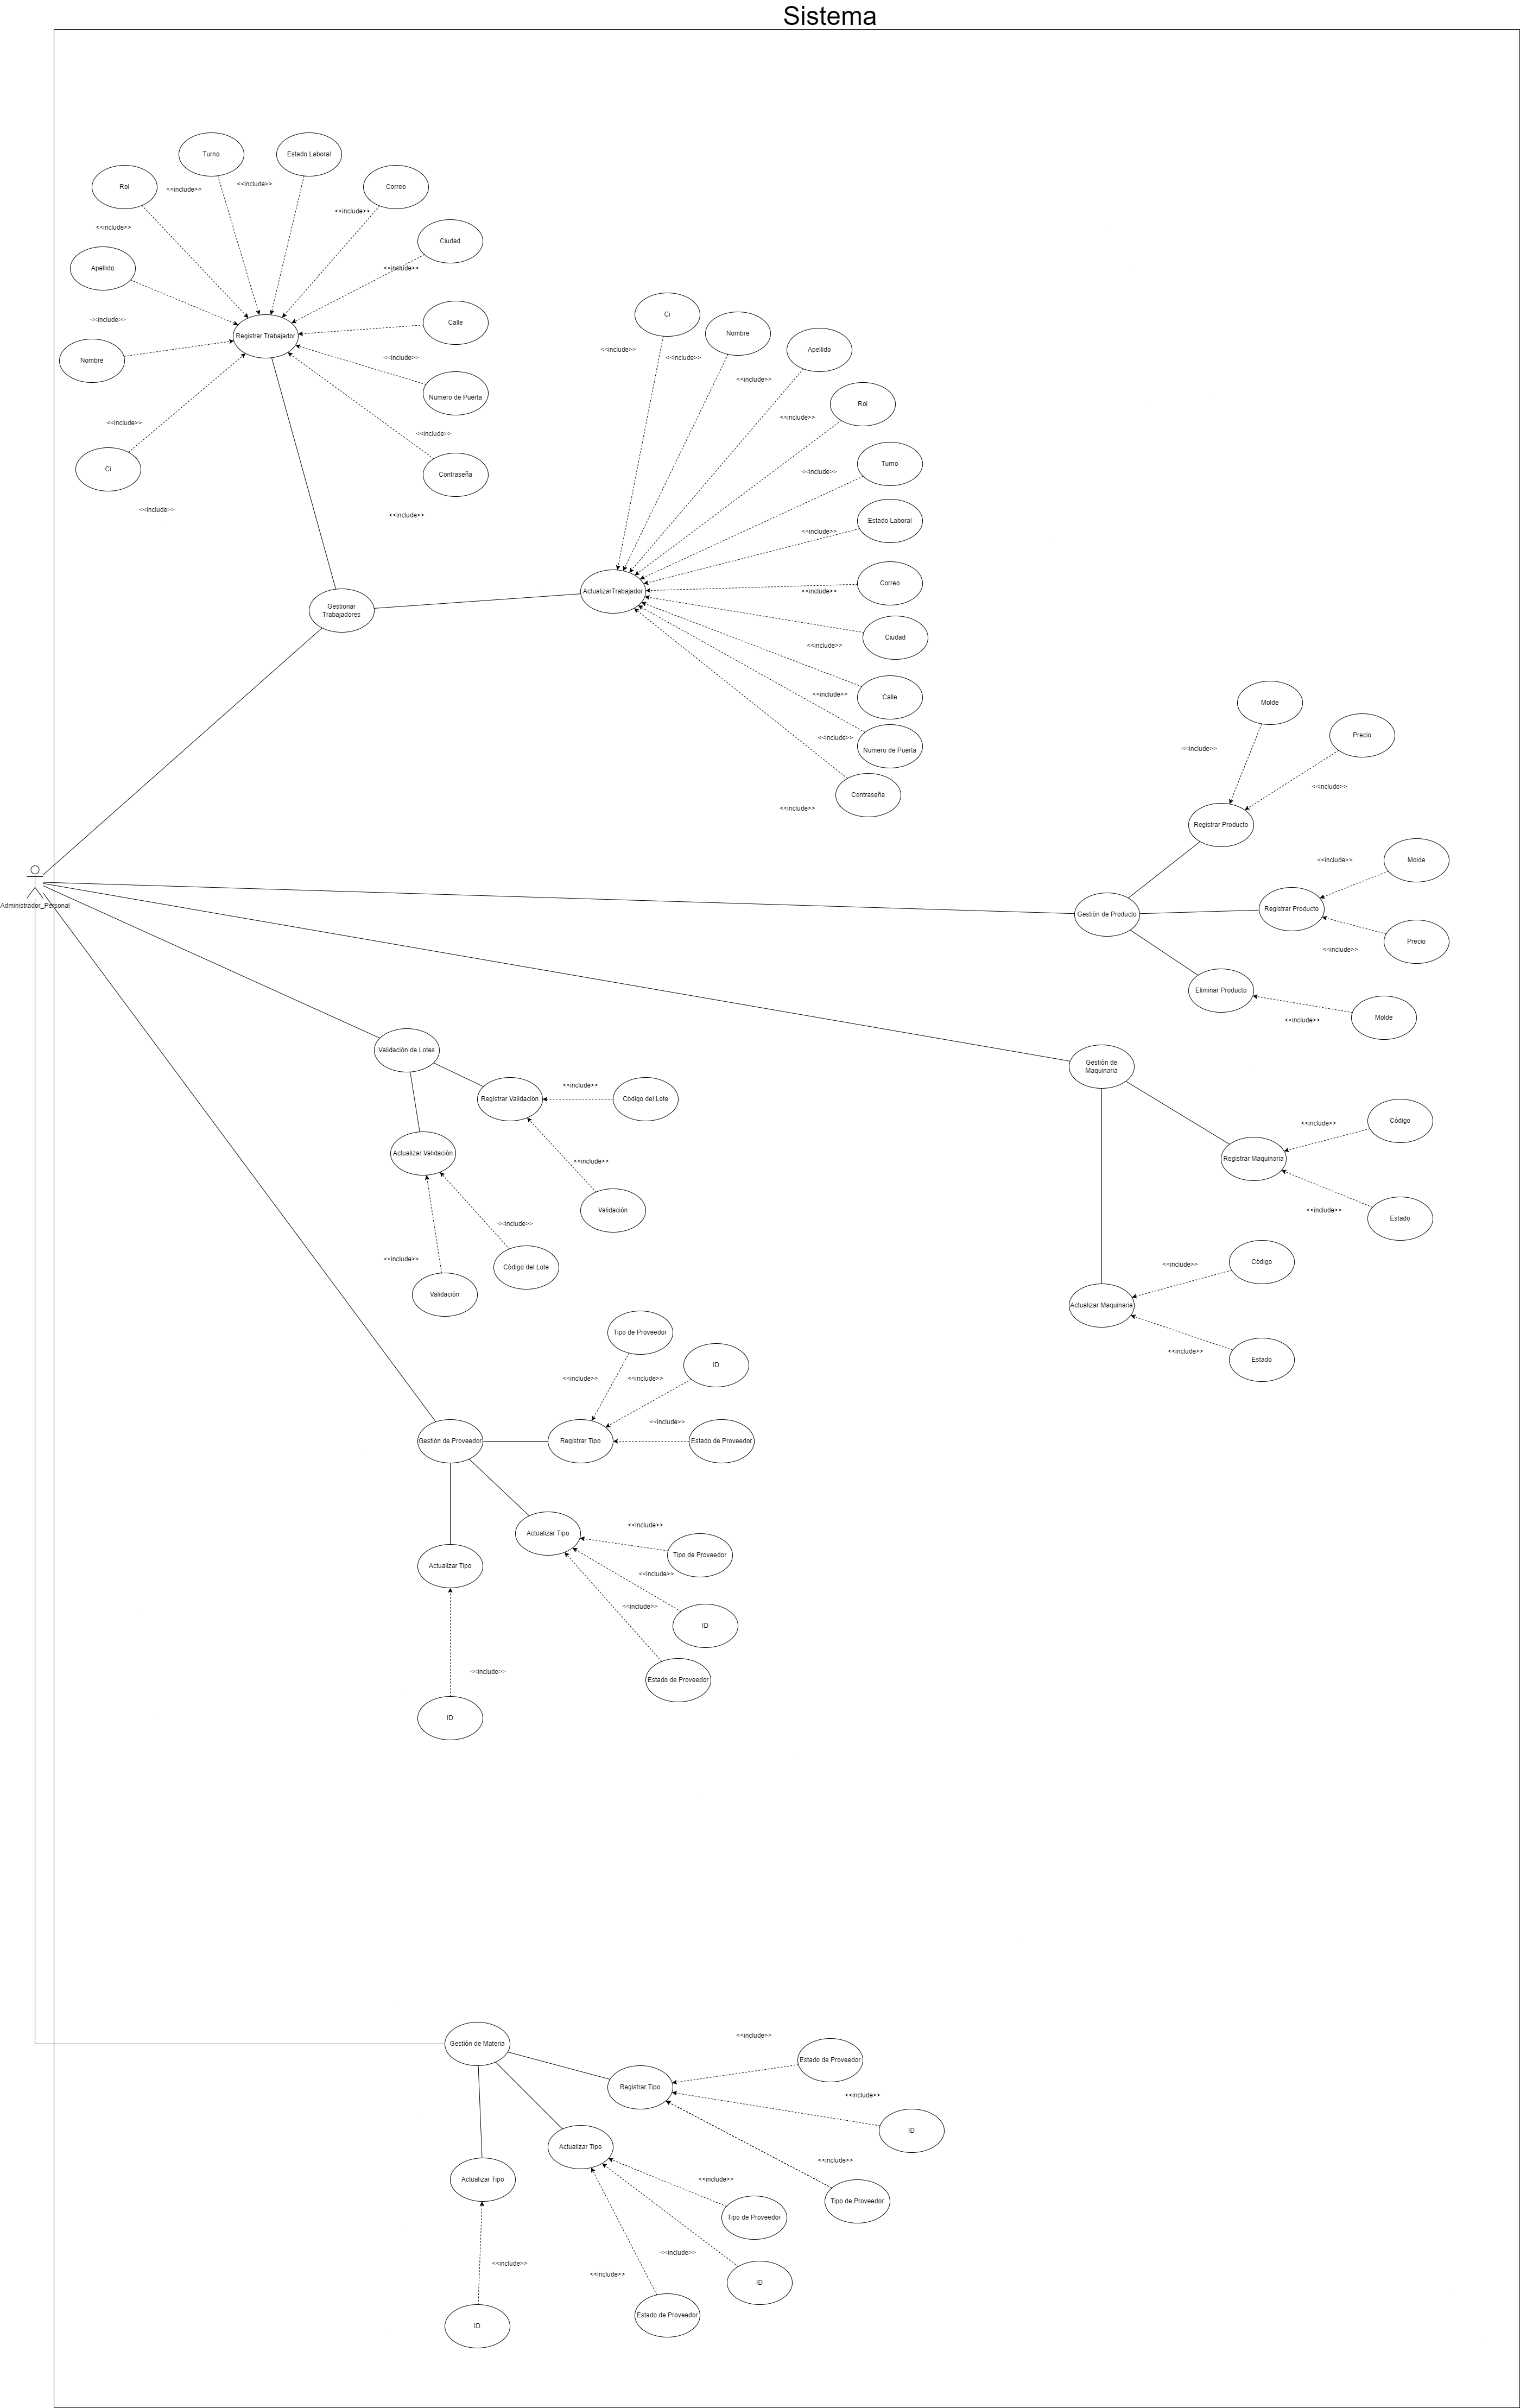 Sistema
Turno
Estado Laboral
Rol
<<include>>
<<include>>
Correo
<<include>>
<<include>>
Ciudad
Apellido
<<include>>
<<include>>
Calle
Registrar Trabajador
Nombre
<<include>>
Numero de Puerta
<<include>>
<<include>>
Ci
Contraseña
<<include>>
<<include>>
Ci
Nombre
Apellido
<<include>>
<<include>>
<<include>>
Rol
<<include>>
Turno
<<include>>
Estado Laboral
<<include>>
Correo
ActualizarTrabajador
<<include>>
Gestionar
Trabajadores
Ciudad
<<include>>
Calle
<<include>>
Numero de Puerta
<<include>>
Contraseña
<<include>>
Molde
Precio
<<include>>
<<include>>
Registrar Producto
<<include>>
Molde
Administrador_Personal
Gestión de Producto
Registrar Producto
Precio
<<include>>
Eliminar Producto
Molde
<<include>>
Validación de Lotes
Gestión de
Maquinaria
<<include>>
Registrar Validación
Código del Lote
Código
<<include>>
Actualizar Validación
<<include>>
Registrar Maquinaria
Validación
<<include>>
Estado
<<include>>
<<include>>
Código del Lote
Validación
Código
<<include>>
Actualizar Maquinaria
<<include>>
Estado
Tipo de Proveedor
ID
<<include>>
<<include>>
<<include>>
Gestión de Proveedor
Registrar Tipo
Estado de Proveedor
<<include>>
Actualizar Tipo
Tipo de Proveedor
Actualizar Tipo
<<include>>
<<include>>
ID
<<include>>
Estado de Proveedor
ID
<<include>>
Gestión de Materia
Estado de Proveedor
Registrar Tipo
<<include>>
ID
Actualizar Tipo
<<include>>
Actualizar Tipo
<<include>>
Tipo de Proveedor
Tipo de Proveedor
<<include>>
<<include>>
<<include>>
ID
Estado de Proveedor
ID